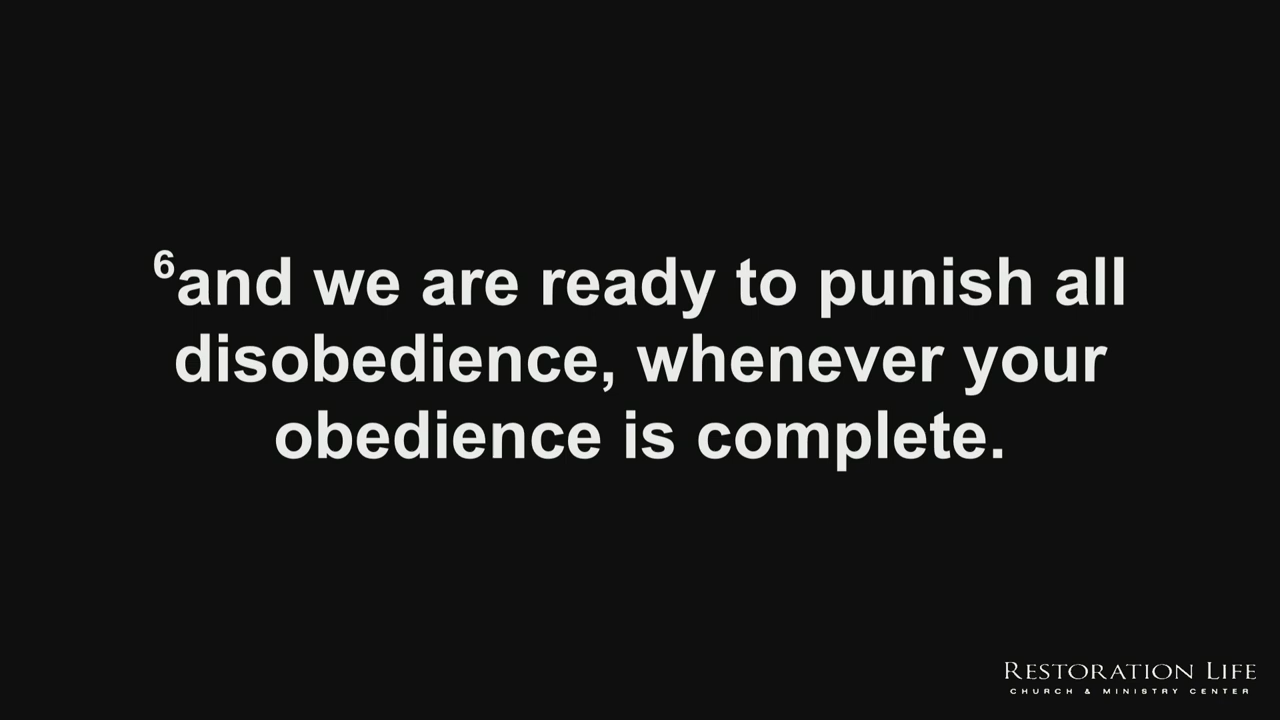 ⁶and we are ready to punish all
disobedience, whenever your
obedience is complete.
RESTORATION LIFE
CHURCH & MINISTRY CENTER